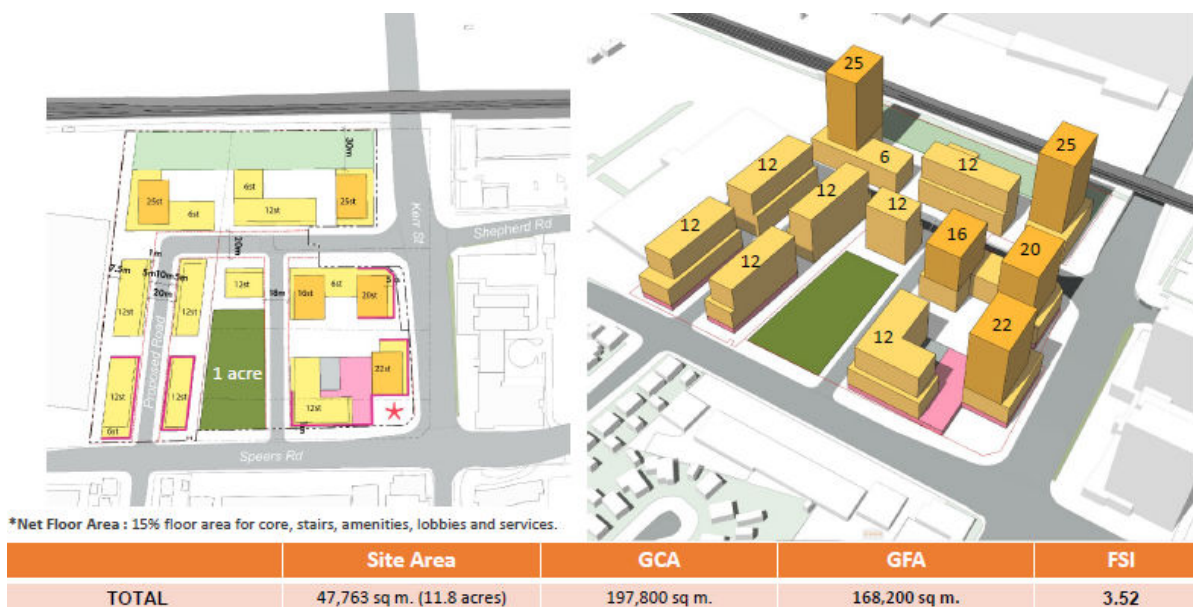 30m
25st
6st
6st
12st
25st
Kerr St
Shepherd Rd
20m
7.5m
5m
10m
5m
20m
12st
12st
12st
18m
16st
6st
20st
Proposed Road
1 acre
12st
12st
12st
22st
6st
Speers Rd
25
25
6
12
12
12
12
12
12
16
20
12
22
*Net Floor Area : 15% floor area for core, stairs, amenities, lobbies and services.
Site Area GCA GFA FSI
TOTAL 47,763 sq m. (11.8 acres) 197,800 sq m. 168,200 sq m. 3.52